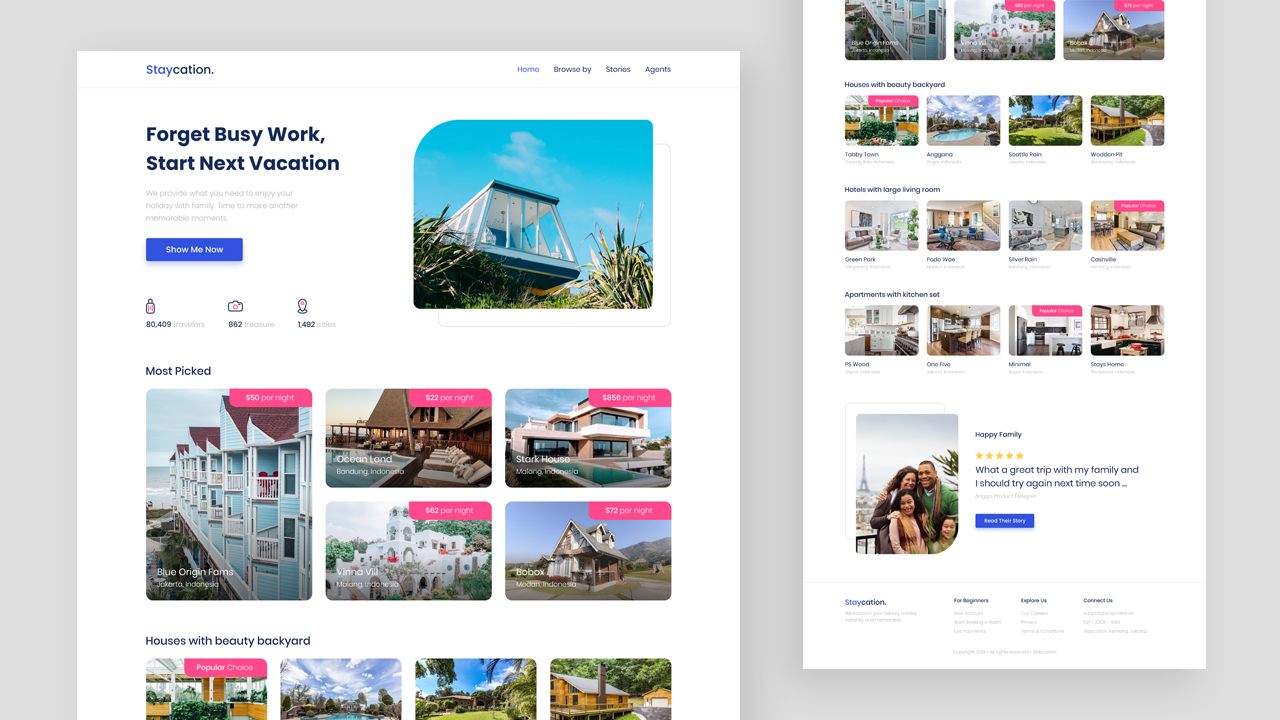 Staycation.
Home
Browse by
Stories
Agents
Forget Busy Work,
Start Next Vacation
We provide what you need to enjoy your
holiday with family. Time to make another
memorable moments.
Show Me Now
80,409 travelers
862 treasure
1,492 cities
Most Picked
$50 per night
Blue Origin Fams
Jakarta, Indonesia
$22 per night
Ocean Land
Bandung, Indonesia
$856 per night
Stark House
Malang, Indonesia
$62 per night
Vinna Vill
Malang, Indonesia
$72 per night
Bobox
Medan, Indonesia
Houses with beauty backyard
Popular Choice
Blue Origin Fams
Jakarta, Indonesia
$62 per night
Vinna Vill
Malang, Indonesia
$72 per night
Bobox
Medan, Indonesia
Houses with beauty backyard
Popular Choice
Tabby Town
Anggana
Bogor, Indonesia
Seattle Rain
Jakarta, Indonesia
Wodden Pit
Wonosobo, Indonesia
Hotels with large living room
Green Park
Tangerang, Indonesia
Podo Wae
Madiun, Indonesia
Silver Rain
Bandung, Indonesia
Popular Choice
Cashville
Kemang, Indonesia
Apartments with kitchen set
PS Wood
Depok, Indonesia
One Five
Jakarta, Indonesia
Popular Choice
Minimal
Bogor, Indonesia
Stays Home
Wonosobo, Indonesia
Happy Family
What a great trip with my family and
I should try again next time soon ...
Angga, Product Designer
Read Their Story
Staycation.
We kaboom your beauty holiday
instantly and memorable.
For Beginners
New Account
Start Booking a Room
Use Payments
Explore Us
Our Careers
Privacy
Terms & Conditions
Connect Us
support@staycation.id
021 - 2208 - 1996
Staycation, Kemang, Jakarta
Copyright 2019 • All rights reserved • Staycation